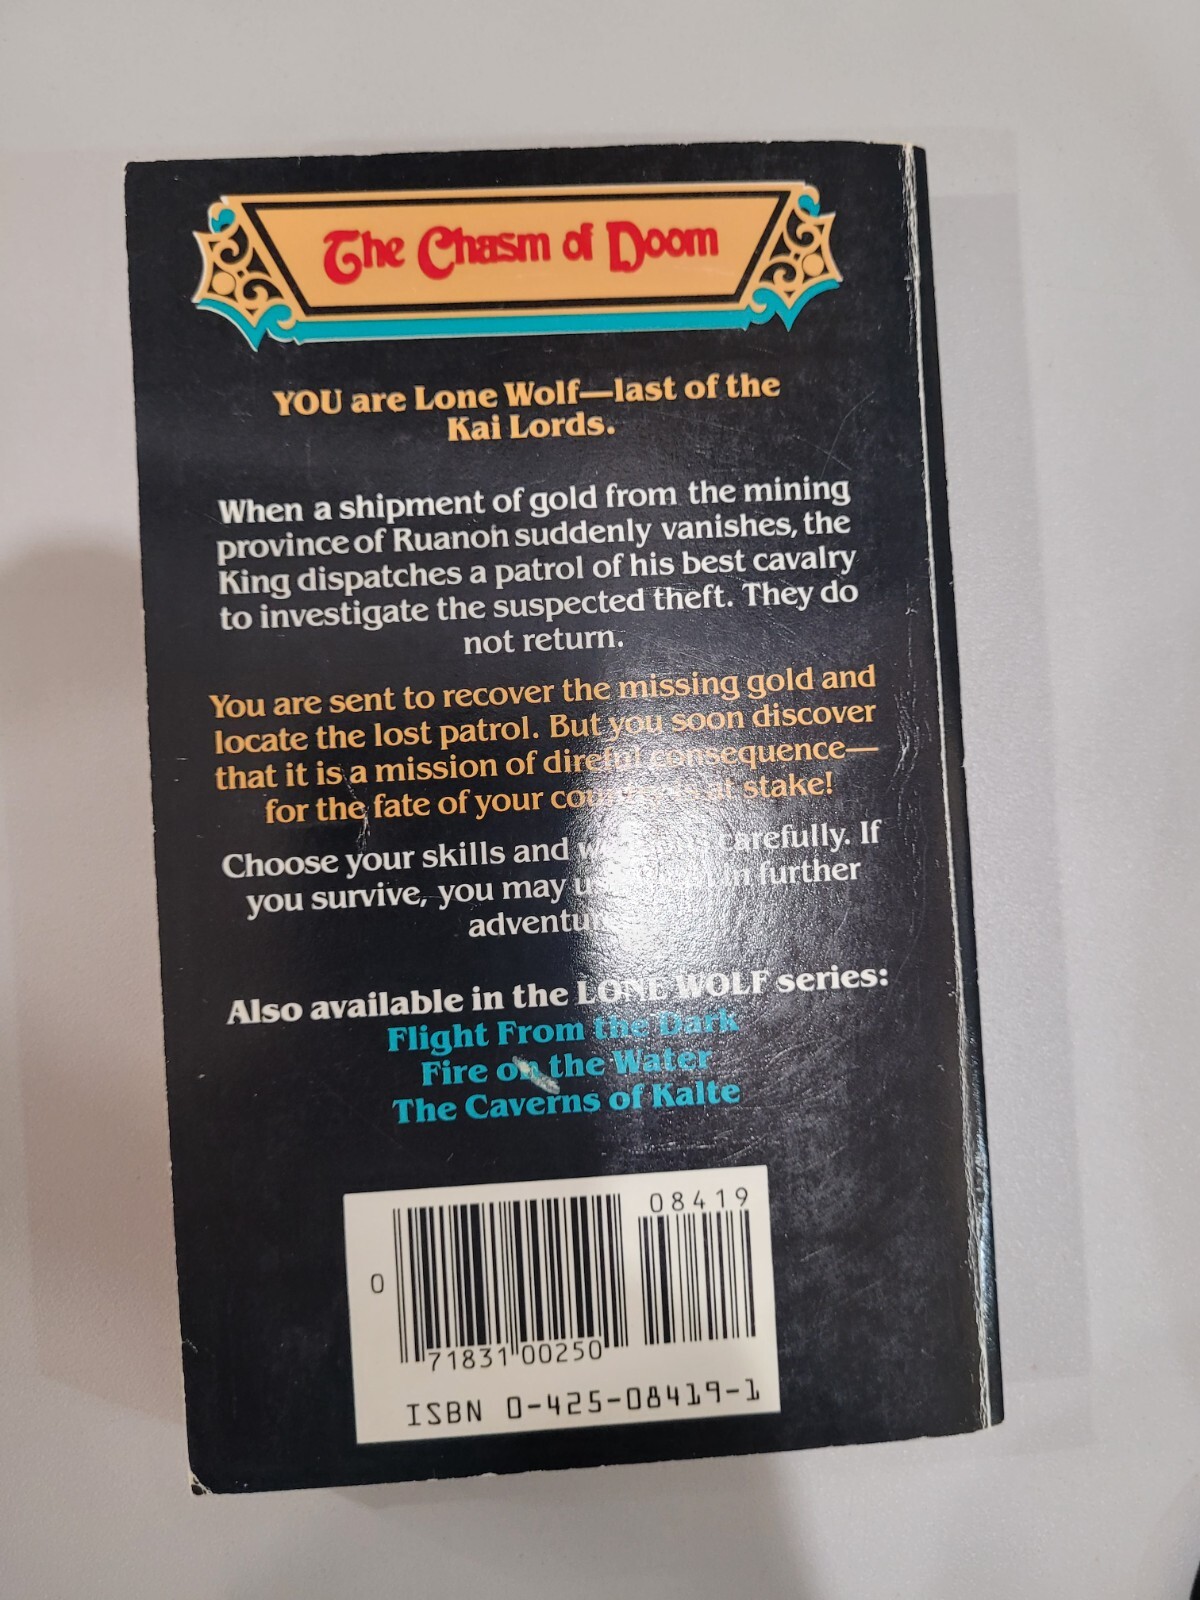 The Chasm of Doom
YOU are Lone Wolf—last of the
Kai Lords.
When a shipment of gold from the mining
province of Ruanon suddenly vanishes, the
King dispatches a patrol of his best cavalry
to investigate the suspected theft. They do
not return.
You are sent to recover the missing gold and
locate the lost patrol. But you soon discover
that it is a mission of direful consequence—
for the fate of your country is at stake!
Choose your skills and carefully. If
you survive, you may in further
Also available in the LONE WOLF series:
Flight From the Dark
Fire on the Water
The Caverns of Kalte
08419
0
71831 00250
ISBN 0-425-08419-1